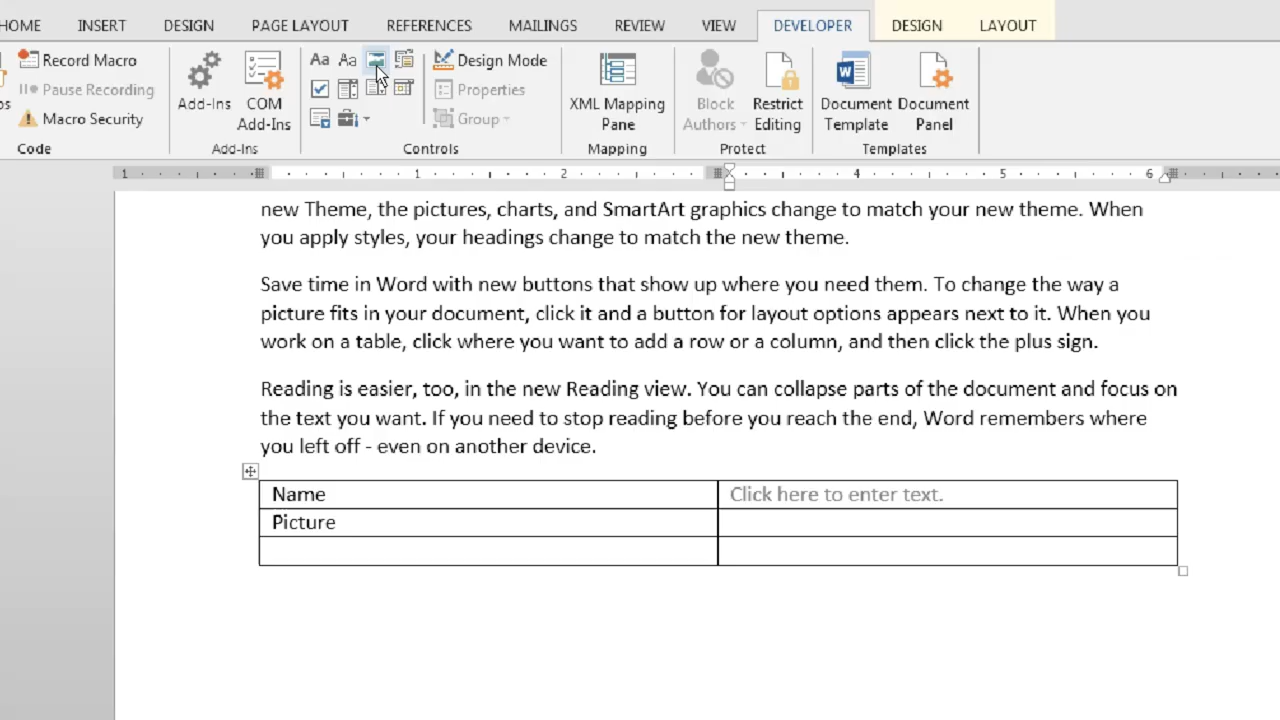 HOME INSERT DESIGN PAGE LAYOUT REFERENCES MAILINGS REVIEW VIEW DEVELOPER DESIGN LAYOUT
Record Macro
Pause Recording
Macro Security
Code
Add-Ins
COM
Add-Ins
Add-Ins
Aa Aa
Design Mode
Properties
Group
Controls
XML Mapping
Pane
Mapping
Block
Authors
Restrict
Editing
Protect
Document
Template
Document
Panel
Templates
1 1 2 4 5 6
new Theme, the pictures, charts, and SmartArt graphics change to match your new theme. When
you apply styles, your headings change to match the new theme.
Save time in Word with new buttons that show up where you need them. To change the way a
picture fits in your document, click it and a button for layout options appears next to it. When you
work on a table, click where you want to add a row or a column, and then click the plus sign.
Reading is easier, too, in the new Reading view. You can collapse parts of the document and focus on
the text you want. If you need to stop reading before you reach the end, Word remembers where
you left off - even on another device.
Name Click here to enter text.
Picture